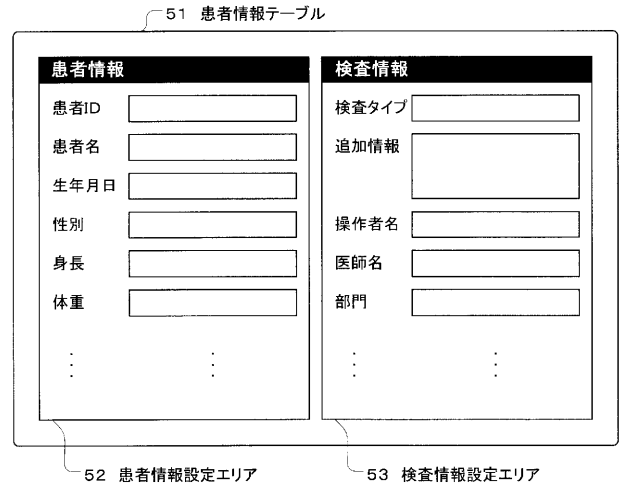 51 患者情報テーブル
患者情報
患者ID
患者名
生年月日
性別
身長
体重
検査情報
検査タイプ
追加情報
操作者名
医師名
部門
52 患者情報設定エリア
53 検査情報設定エリア